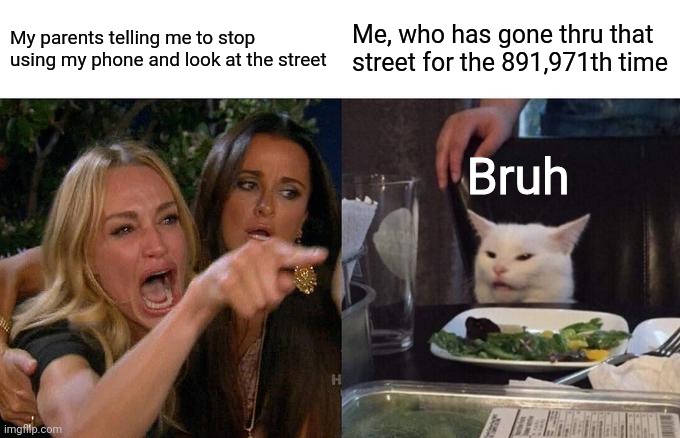 My parents telling me to stop
using my phone and look at the street
Me, who has gone thru that
street for the 891,971th time
Bruh
H
imgflip.com